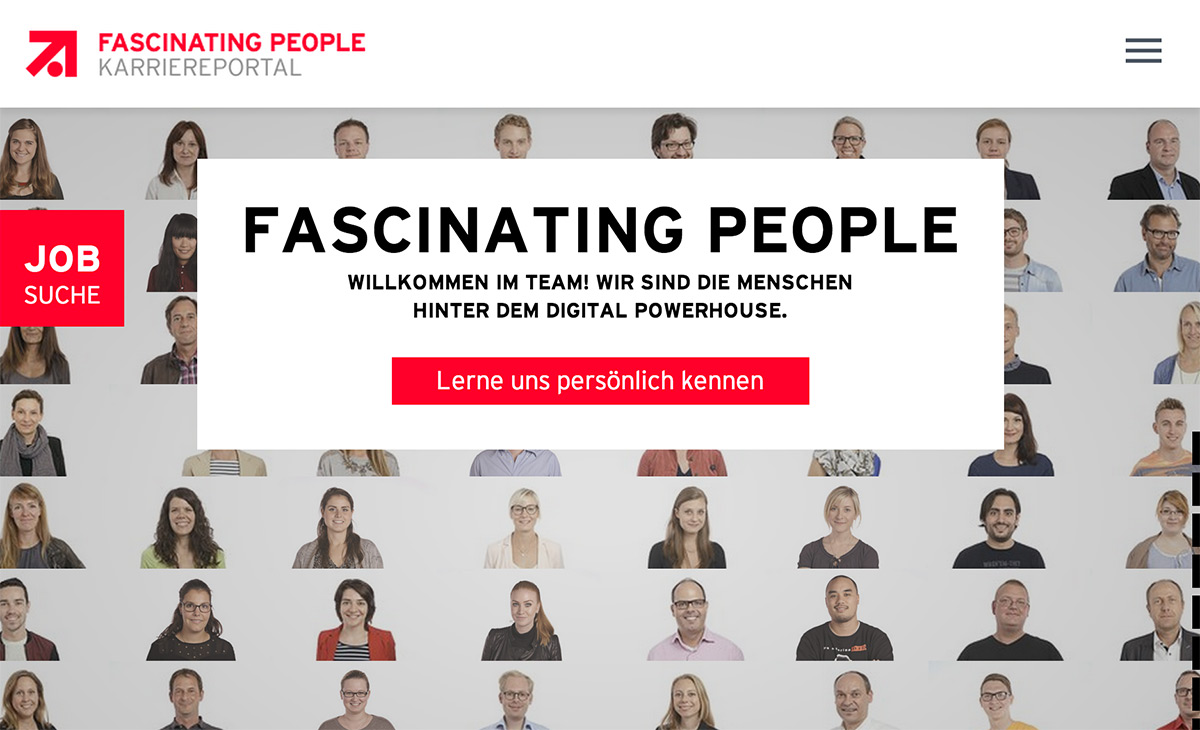 FASCINATING PEOPLE
KARRIEREPORTAL
FASCINATING PEOPLE
WILLKOMMEN IM TEAM! WIR SIND DIE MENSCHEN
HINTER DEM DIGITAL POWERHOUSE.
JOB
SUCHE
Lerne uns persönlich kennen